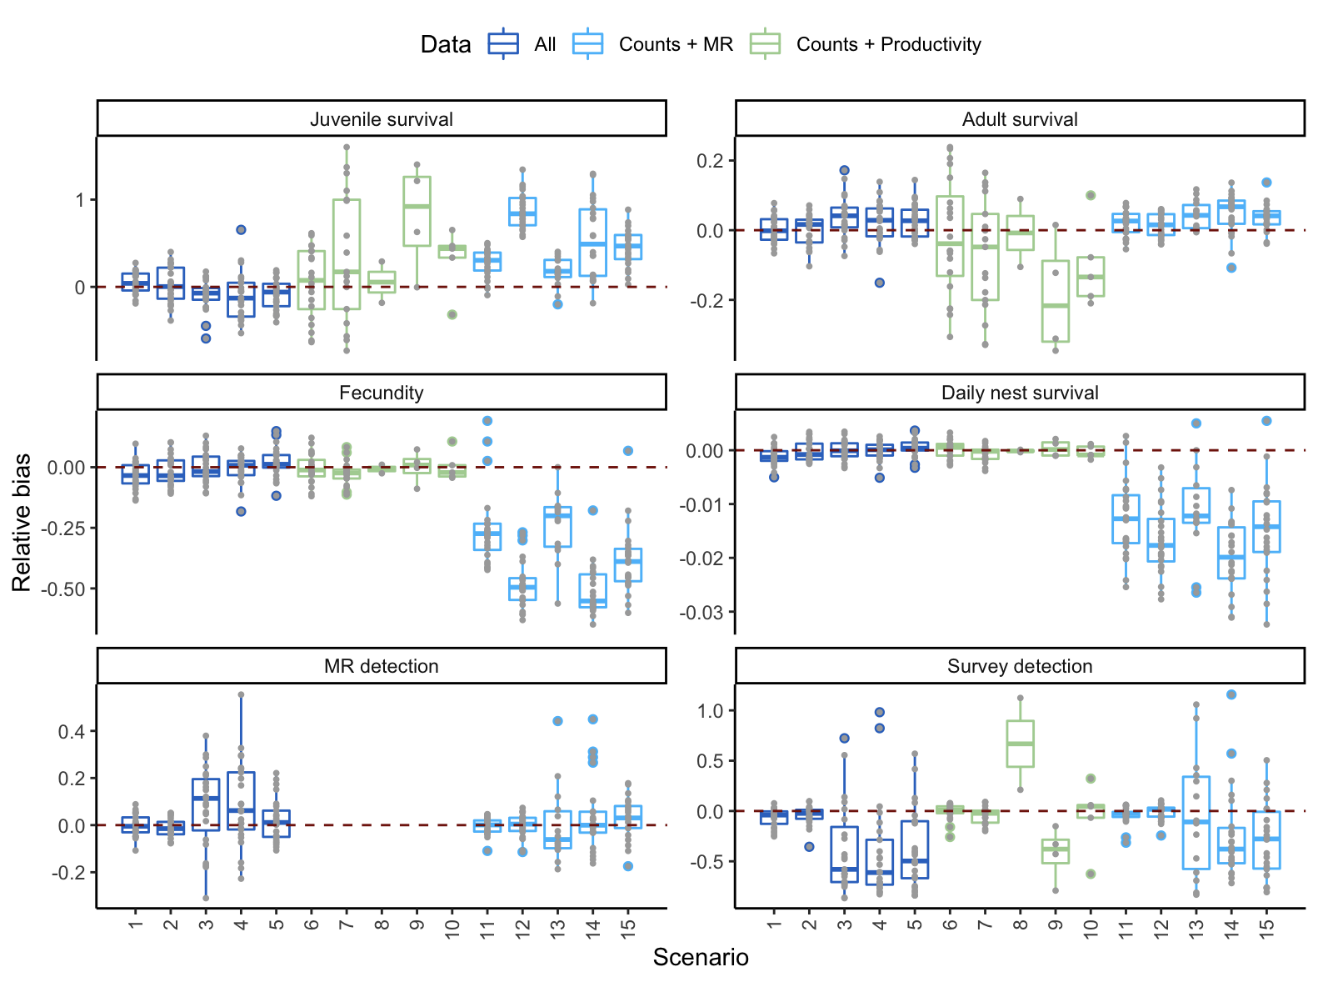 Data All Counts + MR Counts + Productivity
Juvenile survival
Adult survival
1
0
0.2
0.0
-0.2
Fecundity
Daily nest survival
0.00
-0.25
-0.50
0.00
-0.01
-0.02
-0.03
MR detection
Survey detection
0.4
0.2
0.0
-0.2
1.0
0.5
0.0
-0.5
Relative bias
1 2 3 4 5 6 7 8 9 10 11 12 13 14 15
1 2 3 4 5 6 7 8 9 10 11 12 13 14 15
Scenario